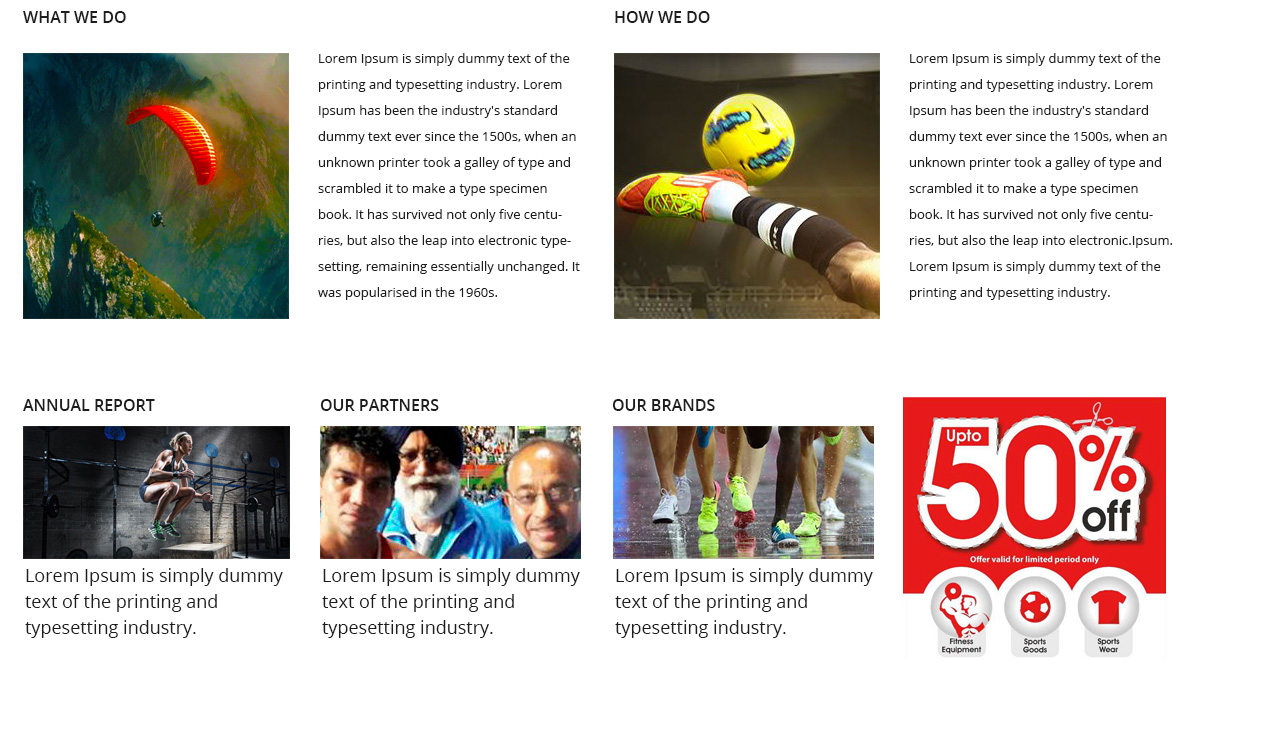 WHAT WE DO
Lorem Ipsum is simply dummy text of the
printing and typesetting industry. Lorem
Ipsum has been the industry's standard
dummy text ever since the 1500s, when an
unknown printer took a galley of type and
scrambled it to make a type specimen
book. It has survived not only five centu-
ries, but also the leap into electronic type-
setting, remaining essentially unchanged. It
was popularised in the 1960s.
HOW WE DO
Lorem Ipsum is simply dummy text of the
printing and typesetting industry. Lorem
Ipsum has been the industry's standard
dummy text ever since the 1500s, when an
unknown printer took a galley of type and
scrambled it to make a type specimen
book. It has survived not only five centu-
ries, but also the leap into electronic.Ipsum.
Lorem Ipsum is simply dummy text of the
printing and typesetting industry.
ANNUAL REPORT
Lorem Ipsum is simply dummy
text of the printing and
typesetting industry.
OUR PARTNERS
Lorem Ipsum is simply dummy
text of the printing and
typesetting industry.
OUR BRANDS
Lorem Ipsum is simply dummy
text of the printing and
typesetting industry.
Upto
50%
off
Offer valid for limited period only
Fitness
Equipment
Sports
Goods
Sports
Wear